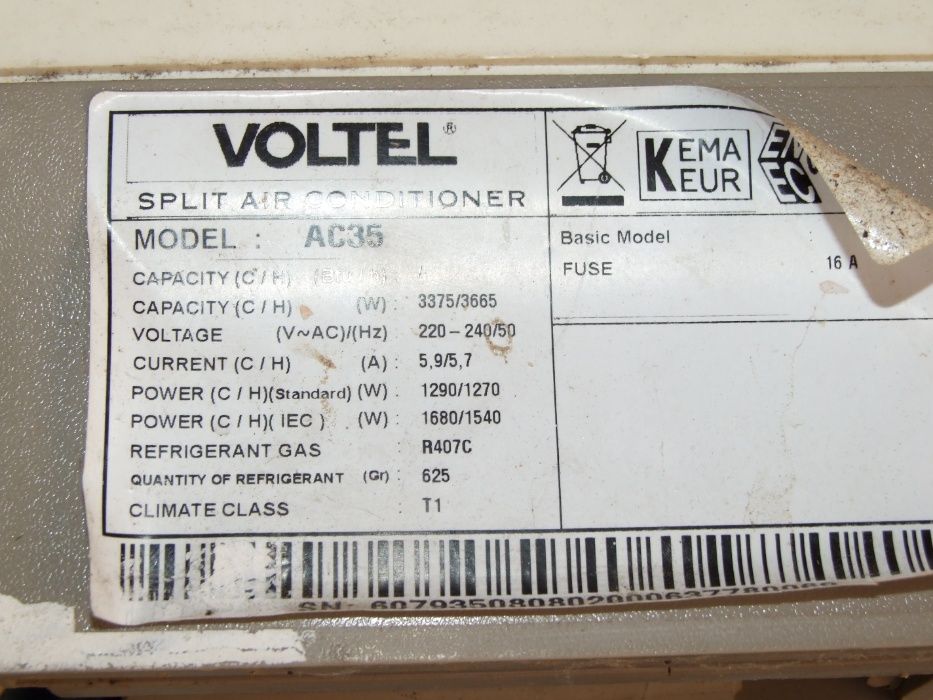 VOLTEL®
SPLIT AIR CONDITIONER
KEMA
KEUR
EC
MODEL : AC35
Basic Model
FUSE : 16 A
CAPACITY (C / H)
CAPACITY (C / H) (W) : 3375/3665
VOLTAGE (V~AC)/(Hz) : 220-240/50
CURRENT (C / H) (A) : 5,9/5,7
POWER (C / H)(Standard) (W) : 1290/1270
POWER (C / H)( IEC ) (W) : 1680/1540
REFRIGERANT GAS : R407C
QUANTITY OF REFRIGERANT (Gr) : 625
CLIMATE CLASS : T1